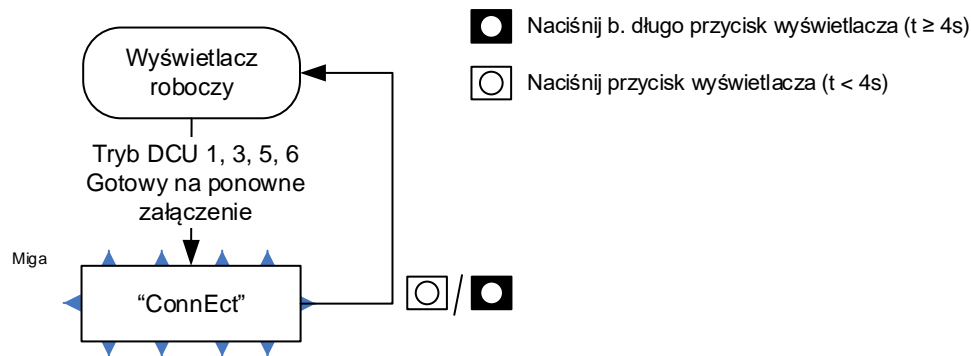 Naciśnij b. długo przycisk wyświetlacza (t ≥ 4s)
Naciśnij przycisk wyświetlacza (t < 4s)
Wyświetlacz
roboczy
Tryb DCU 1, 3, 5, 6
Gotowy na ponowne
załączenie
Miga
“ConnEct”
/